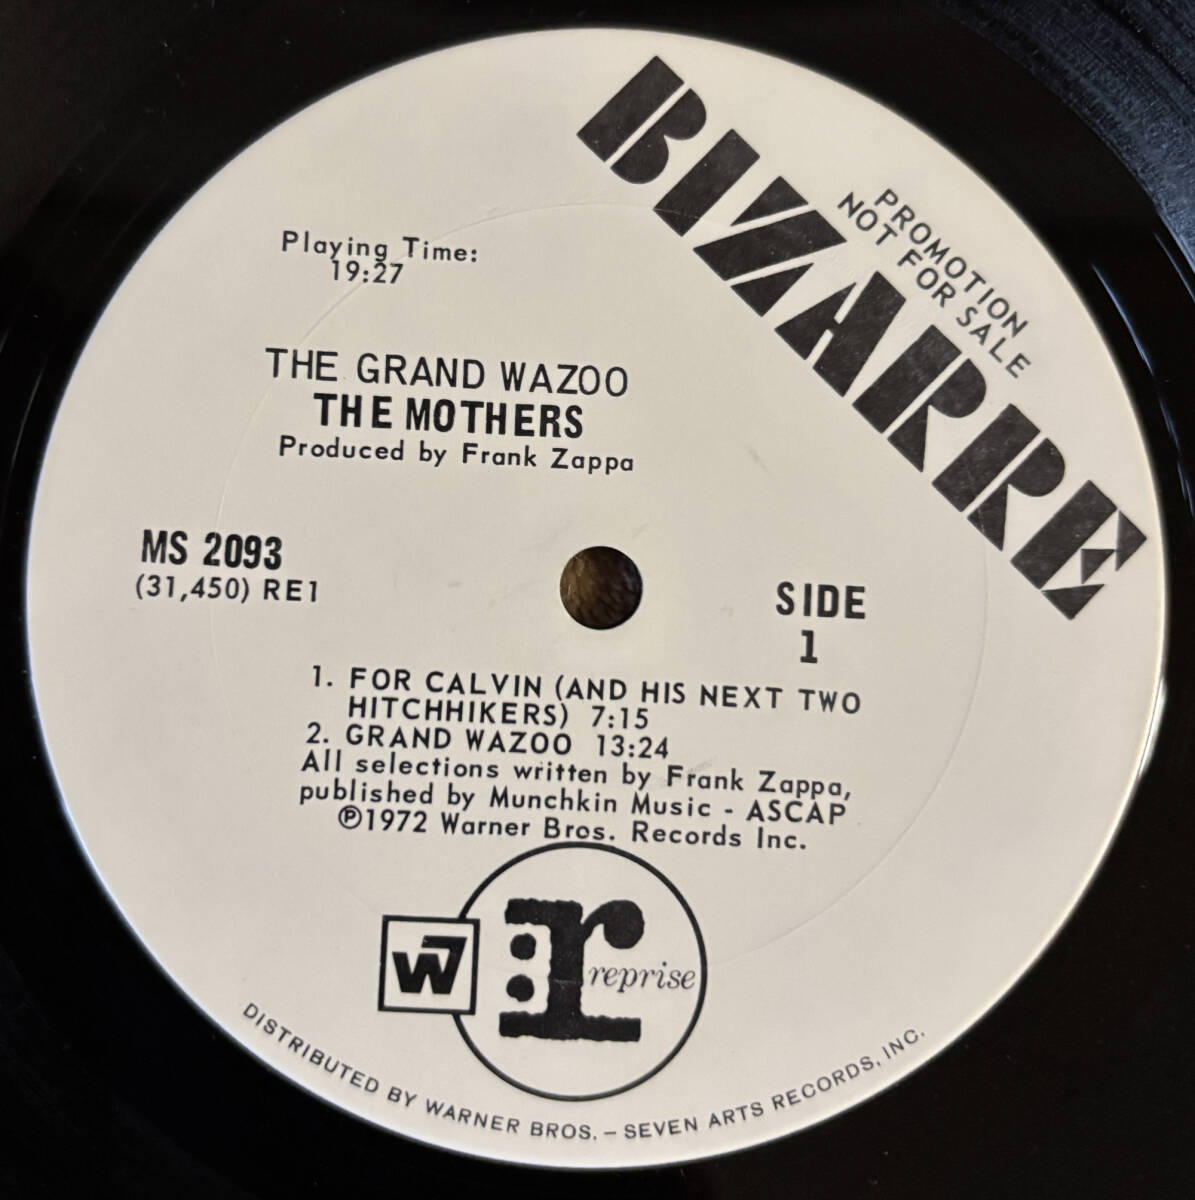 BIZARRE
PROMOTION
NOT FOR SALE
Playing Time:
19:27
THE GRAND WAZOO
THE MOTHERS
Produced by Frank Zappa
MS 2093
(31,450) RE1
SIDE
1
1. FOR CALVIN (AND HIS NEXT TWO
HITCHHIKERS) 7:15
2. GRAND WAZOO 13:24
All selections written by Frank Zappa,
published by Munchkin Music - ASCAP
℗1972 Warner Bros. Records Inc.
W7
r: reprise
DISTRIBUTED BY WARNER BROS. – SEVEN ARTS RECORDS, INC.